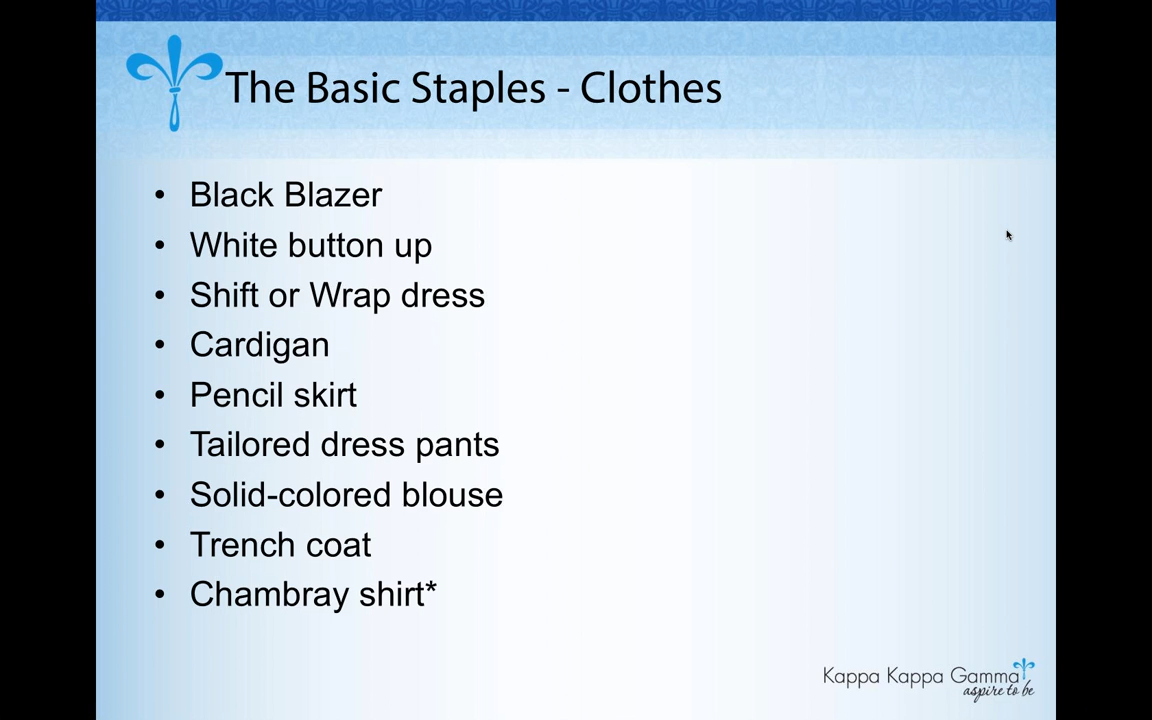 The Basic Staples - Clothes
• Black Blazer
• White button up
• Shift or Wrap dress
• Cardigan
• Pencil skirt
• Tailored dress pants
• Solid-colored blouse
• Trench coat
• Chambray shirt*
Kappa Kappa Gamma
aspire to be